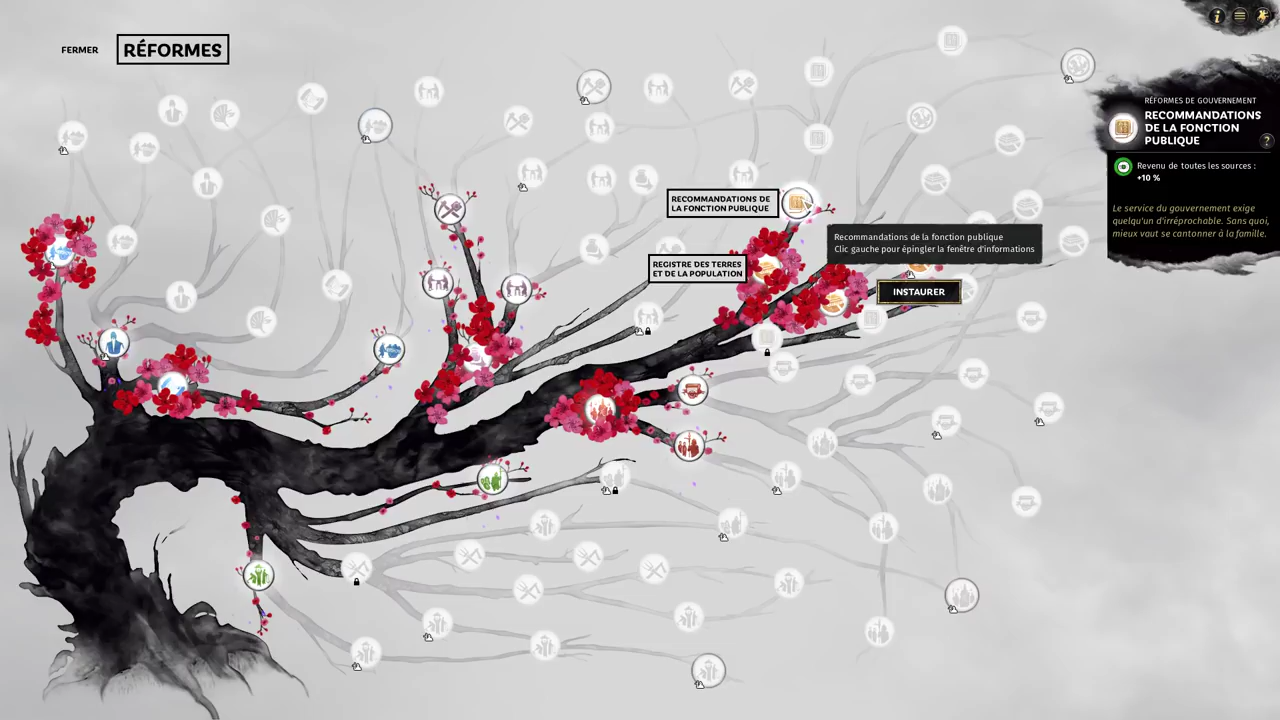 FERMER
RÉFORMES
RÉFORMES DE GOUVERNEMENT
RECOMMANDATIONS
DE LA FONCTION
PUBLIQUE
?
Revenu de toutes les sources :
+10 %
Le service du gouvernement exige
quelqu'un d'irréprochable. Sans quoi,
mieux vaut se cantonner à la famille.
RECOMMANDATIONS DE
LA FONCTION PUBLIQUE
Recommandations de la fonction publique
Clic gauche pour épingler la fenêtre d'informations
REGISTRE DES TERRES
ET DE LA POPULATION
INSTAURER